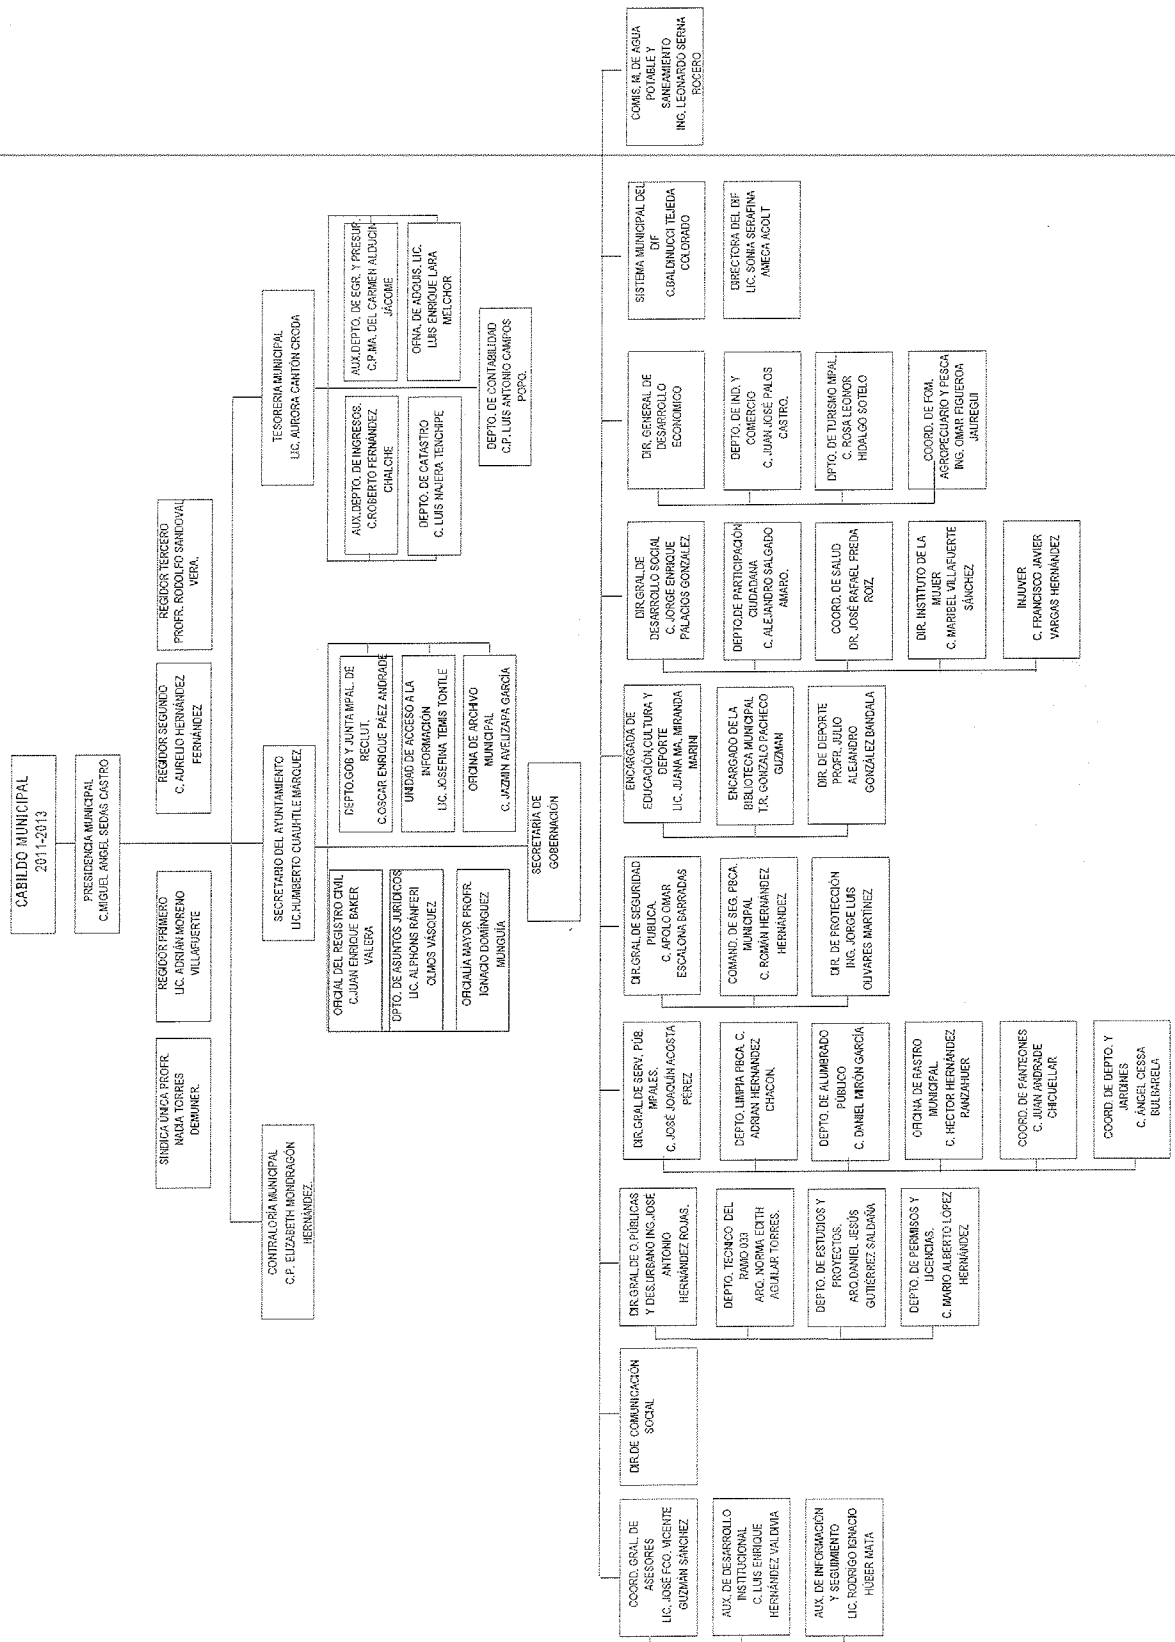 CABILDO MUNICIPAL
2011-2013
PRESIDENCIA MUNICIPAL
C.MIGUEL ANGEL SEDAS CASTRO
SINDICA ÚNICA PROFR.
NADIA TORRES
DEMUNER.
REGIDOR PRIMERO
LIC. ADRIÁN MORENO
VILLAFUERTE
REGIDOR SEGUNDO
C. AURELIO HERNÁNDEZ
FERNÁNDEZ
REGIDOR TERCERO
PROFR. RODOLFO SANDOVAL
VERA.
CONTRALORÍA MUNICIPAL
C.P. ELIZABETH MONDRAGÓN
HERNÁNDEZ.
SECRETARIO DEL AYUNTAMIENTO
LIC.HUMBERTO CUAUHTLE MÁRQUEZ
TESORERIA MUNICIPAL
LIC. AURORA CANTÓN CRODA
OFICIAL DEL REGISTRO CIVIL
C.JUAN ENRIQUE BAKER
VALERA
DPTO. DE ASUNTOS JURÍDICOS
LIC. ALPHONS RÁNFERI
OLMOS VÁSQUEZ
OFICIALÍA MAYOR PROFR.
IGNACIO DOMÍNGUEZ
MUNGUÍA
DEPTO.GOB Y JUNTA MPAL. DE
RECLUT.
C.OSCAR ENRIQUE PÁEZ ANDRADE
UNIDAD DE ACCESO A LA
INFORMACIÓN
LIC. JOSEFINA TEMIS TONTLE
OFICINA DE ARCHIVO
MUNICIPAL
C. JAZMIN AVELIZAPA GARCÍA
SECRETARÍA DE
GOBERNACIÓN
AUX.DEPTO. DE INGRESOS.
C.ROBERTO FERNÁNDEZ
CHALCHE
DEPTO. DE CATASTRO
C. LUIS NAJERA TENCHIPE
AUX.DEPTO. DE EGR. Y PRESUP.
C.P.MA. DEL CARMEN ALDUCIN
JÁCOME
OFNA. DE ADQUIS. LIC.
LUIS ENRIQUE LARA
MELCHOR
DEPTO. DE CONTABILIDAD
C.P. LUIS ANTONIO CAMPOS
POPO.
COORD. GRAL. DE
ASESORES
LIC. JOSÉ FCO. VICENTE
GUZMÁN SÁNCHEZ
AUX. DE DESARROLLO
INSTITUCIONAL
C. LUIS ENRIQUE
HERNÁNDEZ VALDIVIA
AUX. DE INFORMACIÓN
Y SEGUIMIENTO
LIC. RODRIGO IGNACIO
HÚBER MATA
DIR.DE COMUNICACIÓN
SOCIAL
DIR.GRAL.DE O.PÚBLICAS
Y DES.URBANO ING.JOSÉ
ANTONIO
HERNÁNDEZ ROJAS.
DEPTO. TECNICO DEL
RAMO 033
ARQ. NORMA EDITH
AGUILAR TORRES.
DEPTO. DE ESTUDIOS Y
PROYECTOS.
ARQ.DANIEL JESÚS
GUTIÉRREZ SALDAÑA
DEPTO. DE PERMISOS Y
LICENCIAS.
C. MARIO ALBERTO LÓPEZ
HERNÁNDEZ
DIR.GRAL.DE SERV. PÚB.
MPALES.
C. JOSÉ JOAQUÍN ACOSTA
PÉREZ
DEPTO. LIMPIA PBCA. C.
ADRIAN HERNANDEZ
CHACON.
DEPTO. DE ALUMBRADO
PÚBLICO
C. DANIEL MIRÓN GARCÍA
OFICINA DE RASTRO
MUNICIPAL.
C. HECTOR HERNÁNDEZ
RANZAHUER
COORD. DE PANTEONES
C. JUAN ANDRADE
CHICUELLAR
COORD. DE DEPTO. Y
JARDINES
C. ÁNGEL CESSA
BULBARELA
DIR.GRAL.DE SEGURIDAD
PUBLICA.
C. APOLO OMAR
ESCALONA BARRADAS
COMAND. DE SEG. PBCA.
MUNICIPAL
C. ROMÁN HERNANDEZ
HERNÁNDEZ
DIR. DE PROTECCIÓN
ING. JORGE LUIS
OLIVARES MARTÍNEZ
ENCARGADA DE
EDUCACIÓN,CULTURA Y
DEPORTE
LIC. JUANA MA. MIRANDA
MARINI
ENCARGADO DE LA
BIBLIOTECA MUNICIPAL
T.R. GONZALO PACHECO
GUZMAN
DIR. DE DEPORTE
PROFR. JULIO
ALEJANDRO
GONZÁLEZ BANDALA
DIR.GRAL.DE
DESARROLLO SOCIAL
C. JORGE ENRIQUE
PALACIOS GONZÁLEZ
DEPTO.DE PARTICIPACIÓN
CIUDADANA
C. ALEJANDRO SALGADO
AMARO.
COORD. DE SALUD
DR. JOSÉ RAFAEL PREDA
ROIZ
DIR. INSTITUTO DE LA
MUJER
C. MARIBEL VILLAFUERTE
SÁNCHEZ
INJUVER
C. FRANCISCO JAVIER
VARGAS HERNÁNDEZ
DIR. GENERAL DE
DESARROLLO
ECONOMICO
DEPTO. DE IND. Y
COMERCIO
C. JUAN JOSÉ PALOS
CASTRO.
DPTO. DE TURISMO MPAL.
C. ROSA LEONOR
HIDALGO SOTELO
COORD. DE FOM.
AGROPECUARIO Y PESCA
ING. OMAR FIGUEROA
JAUREGUI
SISTEMA MUNICIPAL DEL
DIF
C.BALDINUCCI TEJEDA
COLORADO
DIRECTORA DEL DIF
LIC. SONIA SERAFINA
AMECA ACOLT
COMIS. M. DE AGUA
POTABLE Y
SANEAMIENTO
ING. LEONARDO SERNA
ROCERO